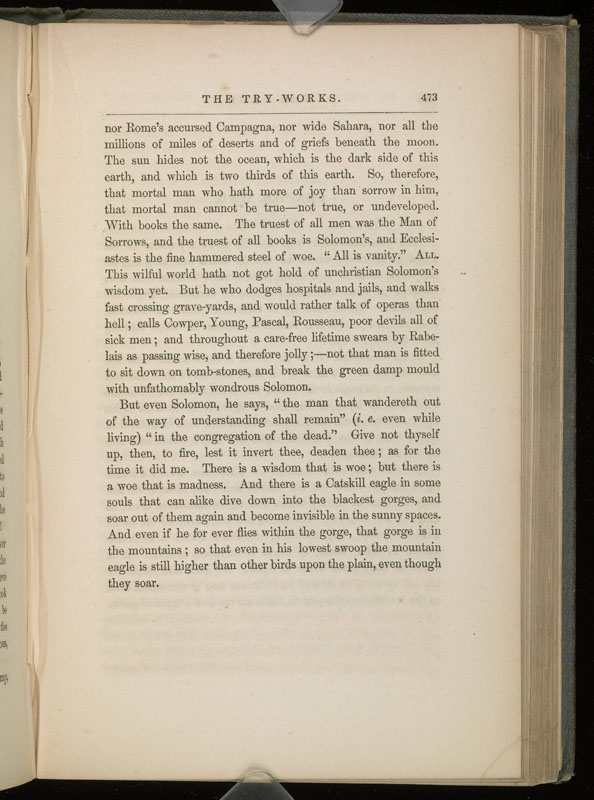 THE TRY-WORKS. 473
nor Rome's accursed Campagna, nor wide Sahara, nor all the
millions of miles of deserts and of griefs beneath the moon.
The sun hides not the ocean, which is the dark side of this
earth, and which is two thirds of this earth. So, therefore,
that mortal man who hath more of joy than sorrow in him,
that mortal man cannot be true—not true, or undeveloped.
With books the same. The truest of all men was the Man of
Sorrows, and the truest of all books is Solomon's, and Ecclesi-
astes is the fine hammered steel of woe. "All is vanity." ALL.
This wilful world hath not got hold of unchristian Solomon's
wisdom yet. But he who dodges hospitals and jails, and walks
fast crossing grave-yards, and would rather talk of operas than
hell; calls Cowper, Young, Pascal, Rousseau, poor devils all of
sick men; and throughout a care-free lifetime swears by Rabe-
lais as passing wise, and therefore jolly;—not that man is fitted
to sit down on tomb-stones, and break the green damp mould
with unfathomably wondrous Solomon.
But even Solomon, he says, "the man that wandereth out
of the way of understanding shall remain" (i. e. even while
living) "in the congregation of the dead." Give not thyself
up, then, to fire, lest it invert thee, deaden thee; as for the
time it did me. There is a wisdom that is woe; but there is
a woe that is madness. And there is a Catskill eagle in some
souls that can alike dive down into the blackest gorges, and
soar out of them again and become invisible in the sunny spaces.
And even if he for ever flies within the gorge, that gorge is in
the mountains; so that even in his lowest swoop the mountain
eagle is still higher than other birds upon the plain, even though
they soar.